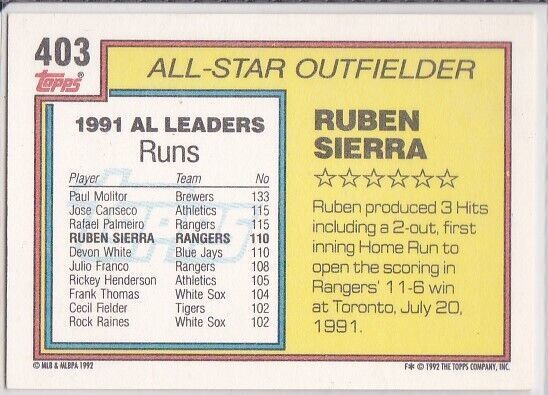 403
Topps
ALL-STAR OUTFIELDER
1991 AL LEADERS
Runs
Player Team No
Paul Molitor Brewers 133
Jose Canseco Athletics 115
Rafael Palmeiro Rangers 115
RUBEN SIERRA RANGERS 110
Devon White Blue Jays 110
Julio Franco Rangers 108
Rickey Henderson Athletics 105
Frank Thomas White Sox 104
Cecil Fielder Tigers 102
Rock Raines White Sox 102
RUBEN
SIERRA
Ruben produced 3 Hits
including a 2-out, first
inning Home Run to
open the scoring in
Rangers' 11-6 win
at Toronto, July 20,
1991.
© MLB & MLBPA 1992
F* © 1992 THE TOPPS COMPANY, INC.